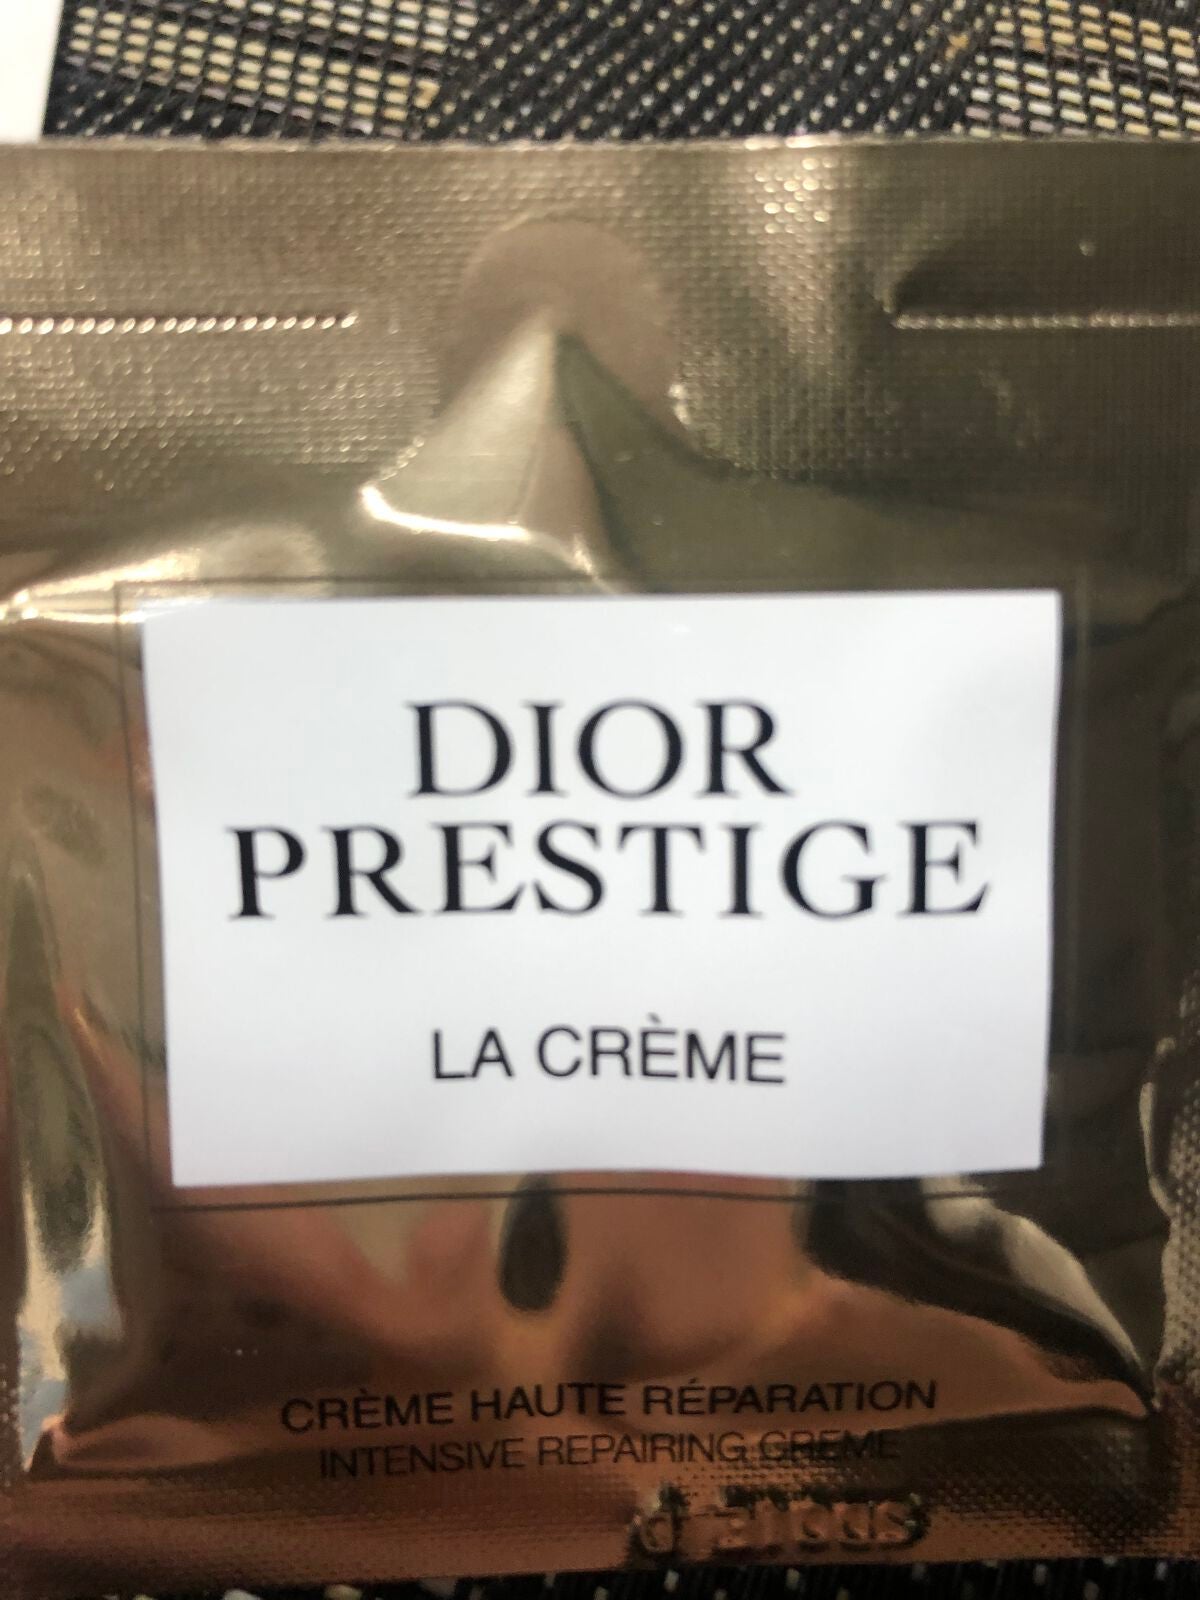 DIOR
PRESTIGE
LA CRÈME
CRÈME HAUTE RÉPARATION
INTENSIVE REPAIRING CREME